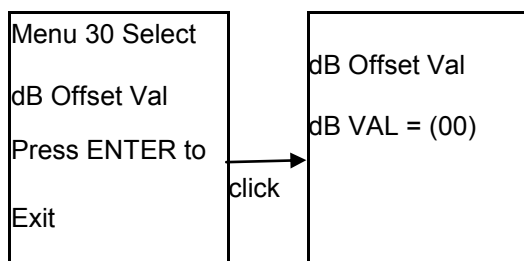 Menu 30 Select
dB Offset Val
Press ENTER to
Exit
click
dB Offset Val
dB VAL = (00)